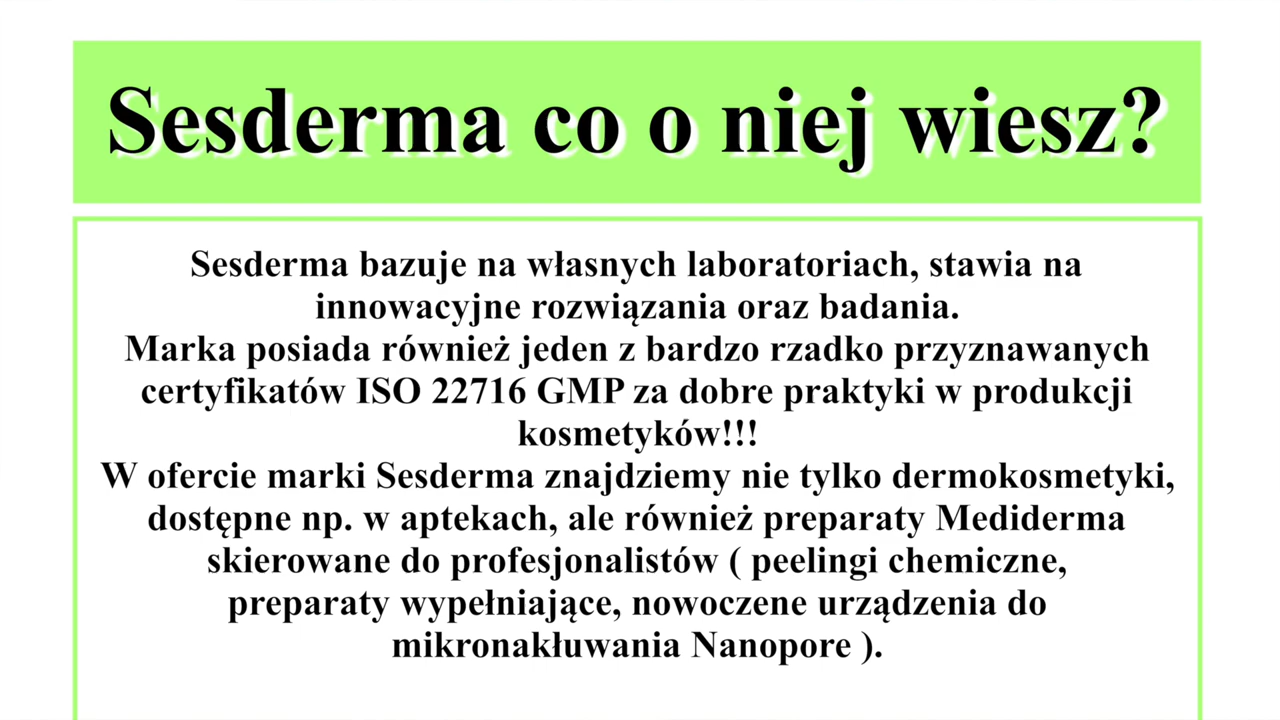 Sesderma co o niej wiesz?
Sesderma bazuje na własnych laboratoriach, stawia na
innowacyjne rozwiązania oraz badania.
Marka posiada również jeden z bardzo rzadko przyznawanych
certyfikatów ISO 22716 GMP za dobre praktyki w produkcji
kosmetyków!!!
W ofercie marki Sesderma znajdziemy nie tylko dermokosmetyki,
dostępne np. w aptekach, ale również preparaty Mediderma
skierowane do profesjonalistów ( peelingi chemiczne,
preparaty wypełniające, nowoczene urządzenia do
mikronakłuwania Nanopore ).